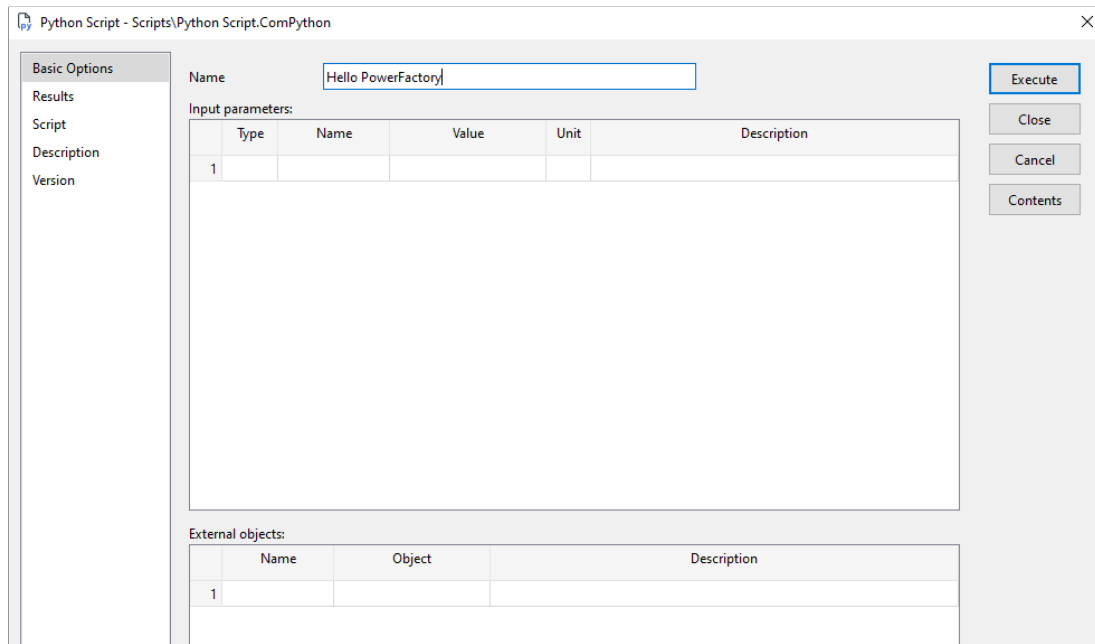 Python Script - Scripts\Python Script.ComPython
Basic Options
Results
Script
Description
Version
Name
Hello PowerFactory
Input parameters:
Type Name Value Unit Description
1
External objects:
Name Object Description
1
Execute
Close
Cancel
Contents